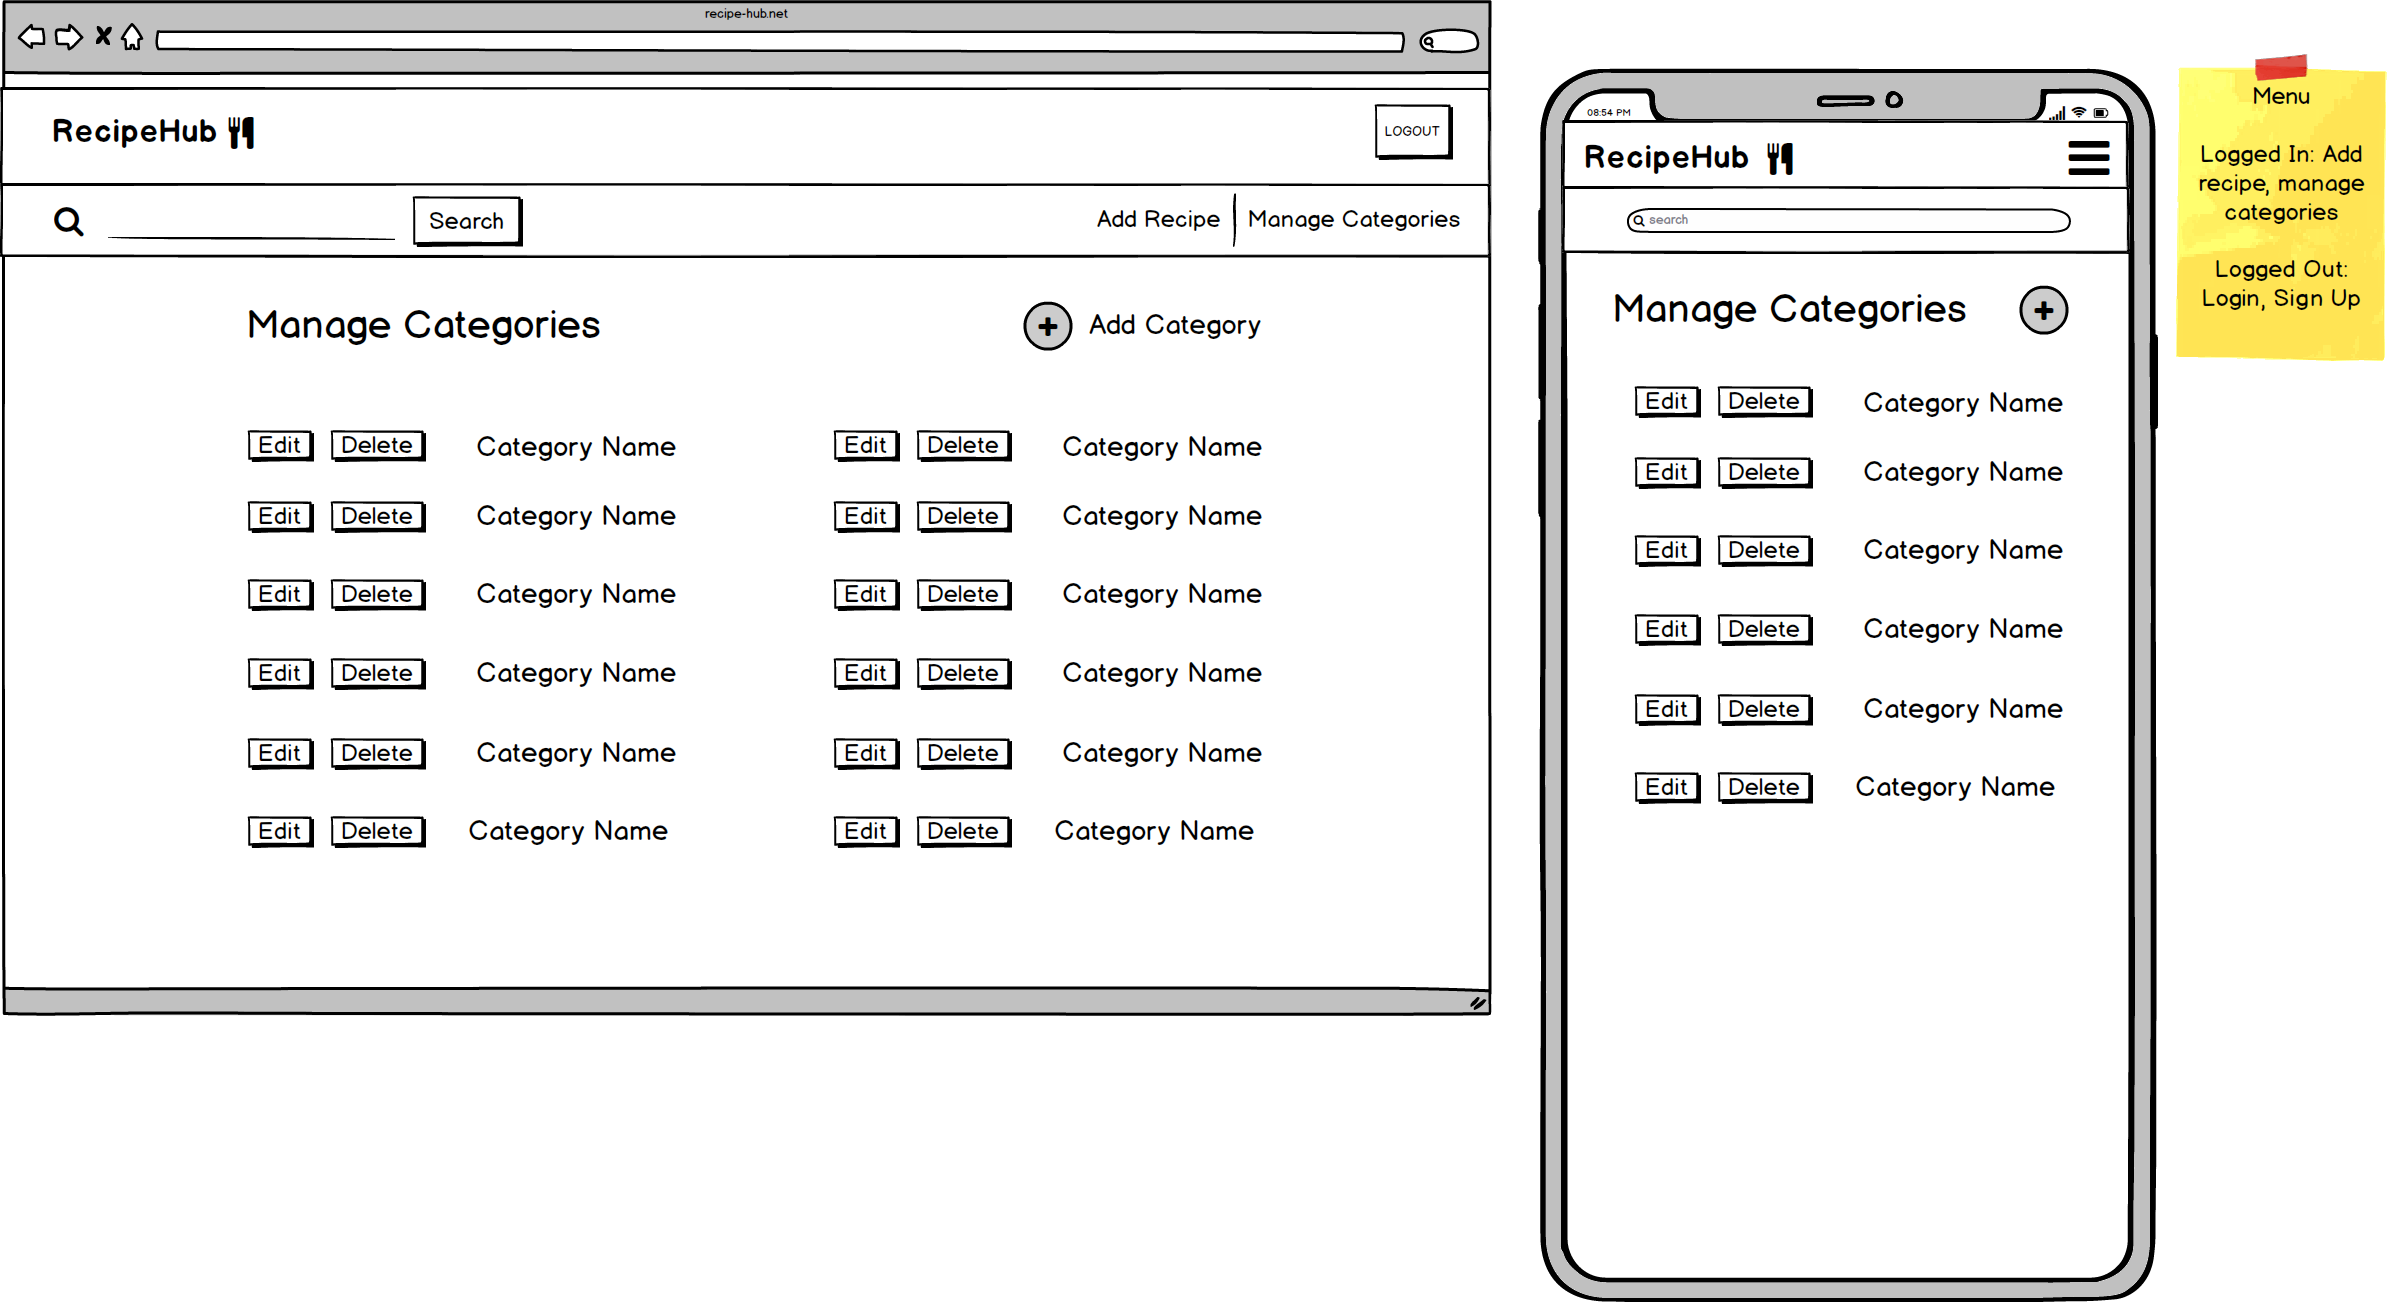 recipe-hub.net
RecipeHub
LOGOUT
Search
Add Recipe
Manage Categories
Manage Categories
Add Category
Edit Delete Category Name Edit Delete Category Name
Edit Delete Category Name Edit Delete Category Name
Edit Delete Category Name Edit Delete Category Name
Edit Delete Category Name Edit Delete Category Name
Edit Delete Category Name Edit Delete Category Name
Edit Delete Category Name Edit Delete Category Name
08:54 PM
RecipeHub
search
Manage Categories
Edit Delete Category Name
Edit Delete Category Name
Edit Delete Category Name
Edit Delete Category Name
Edit Delete Category Name
Edit Delete Category Name
Menu
Logged In: Add
recipe, manage
categories
Logged Out:
Login, Sign Up